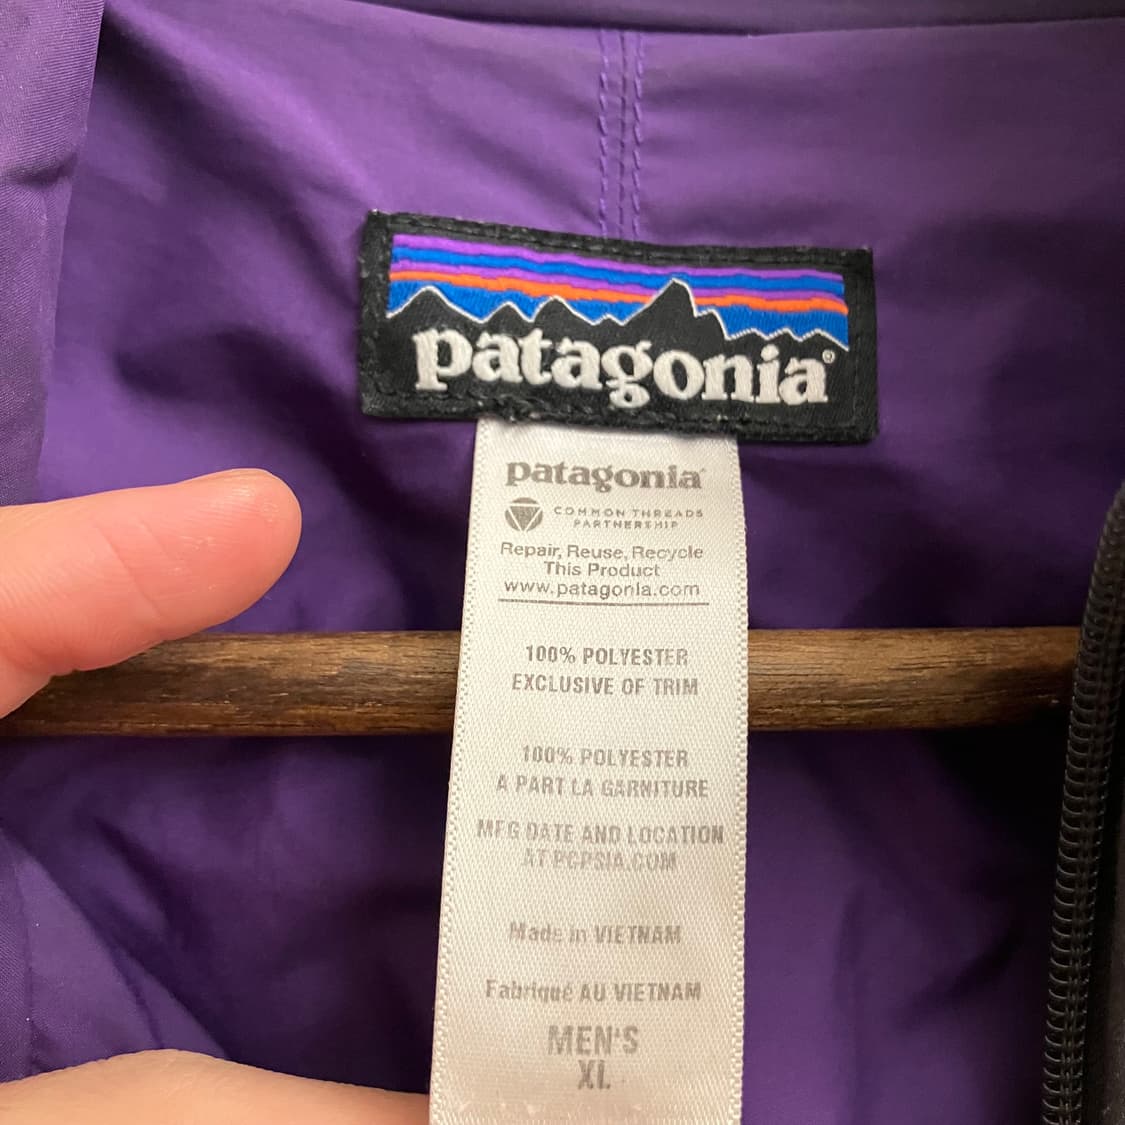 patagonia®
patagonia®
COMMON THREADS
PARTNERSHIP
Repair, Reuse, Recycle
This Product
www.patagonia.com
100% POLYESTER
EXCLUSIVE OF TRIM
100% POLYESTER
A PART LA GARNITURE
MFG DATE AND LOCATION
AT PCPSIA.COM
Made in VIETNAM
Fabriqué AU VIETNAM
MEN'S
XL